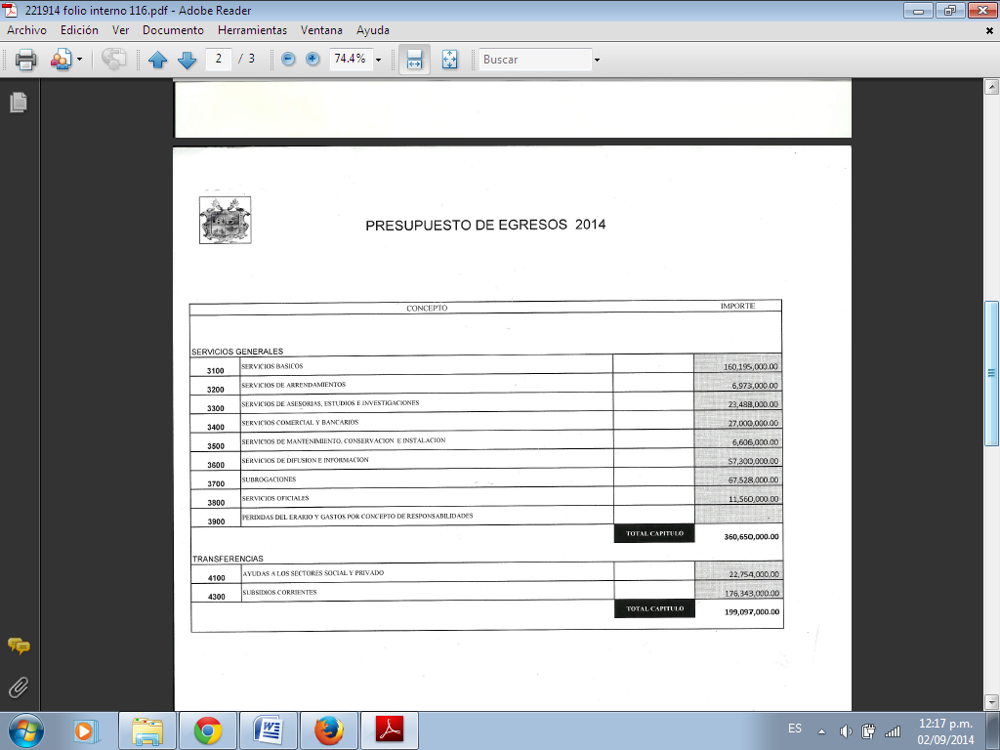 221914 folio interno 116.pdf - Adobe Reader
Archivo Edición Ver Documento Herramientas Ventana Ayuda
2 / 3 74.4% Buscar
PRESUPUESTO DE EGRESOS 2014
CONCEPTO IMPORTE
SERVICIOS GENERALES
3100 SERVICIOS BASICOS 160,195,000.00
3200 SERVICIOS DE ARRENDAMIENTOS 6,973,000.00
3300 SERVICIOS DE ASESORIAS, ESTUDIOS E INVESTIGACIONES 23,488,000.00
3400 SERVICIOS COMERCIAL Y BANCARIOS 27,000,000.00
3500 SERVICIOS DE MANTENIMIENTO, CONSERVACION E INSTALACION 6,606,000.00
3600 SERVICIOS DE DIFUSION E INFORMACION 57,300,000.00
3700 SUBROGACIONES 67,528,000.00
3800 SERVICIOS OFICIALES 11,560,000.00
3900 PERDIDAS DEL ERARIO Y GASTOS POR CONCEPTO DE RESPONSABILIDADES
TOTAL CAPITULO 360,650,000.00
TRANSFERENCIAS
4100 AYUDAS A LOS SECTORES SOCIAL Y PRIVADO 22,754,000.00
4300 SUBSIDIOS CORRIENTES 176,343,000.00
TOTAL CAPITULO 199,097,000.00
ES 12:17 p.m.
02/09/2014